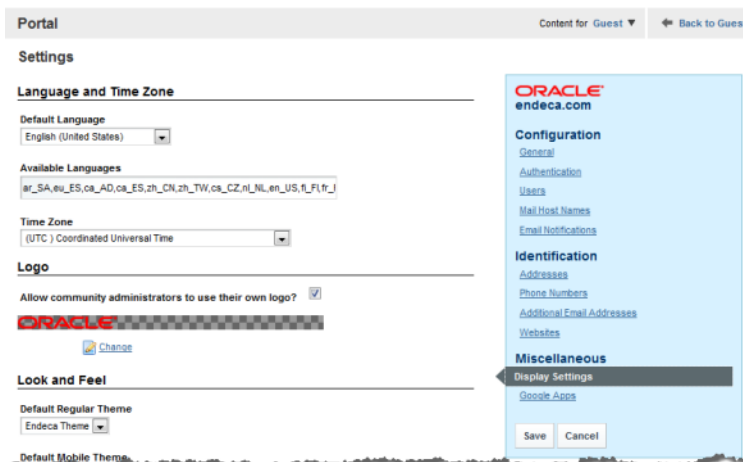 Portal
Content for Guest ▼
Back to Gues
Settings
Language and Time Zone
Default Language
English (United States)
Available Languages
ar_SA,eu_ES,ca_AD,ca_ES,zh_CN,zh_TW,cs_CZ,nl_NL,en_US,fi_FI,fr_
Time Zone
(UTC ) Coordinated Universal Time
Logo
Allow community administrators to use their own logo?
ORACLE
Change
Look and Feel
Default Regular Theme
Endeca Theme
Default Mobile Theme
ORACLE
endeca.com
Configuration
General
Authentication
Users
Mail Host Names
Email Notifications
Identification
Addresses
Phone Numbers
Additional Email Addresses
Websites
Miscellaneous
Display Settings
Google Apps
Save
Cancel